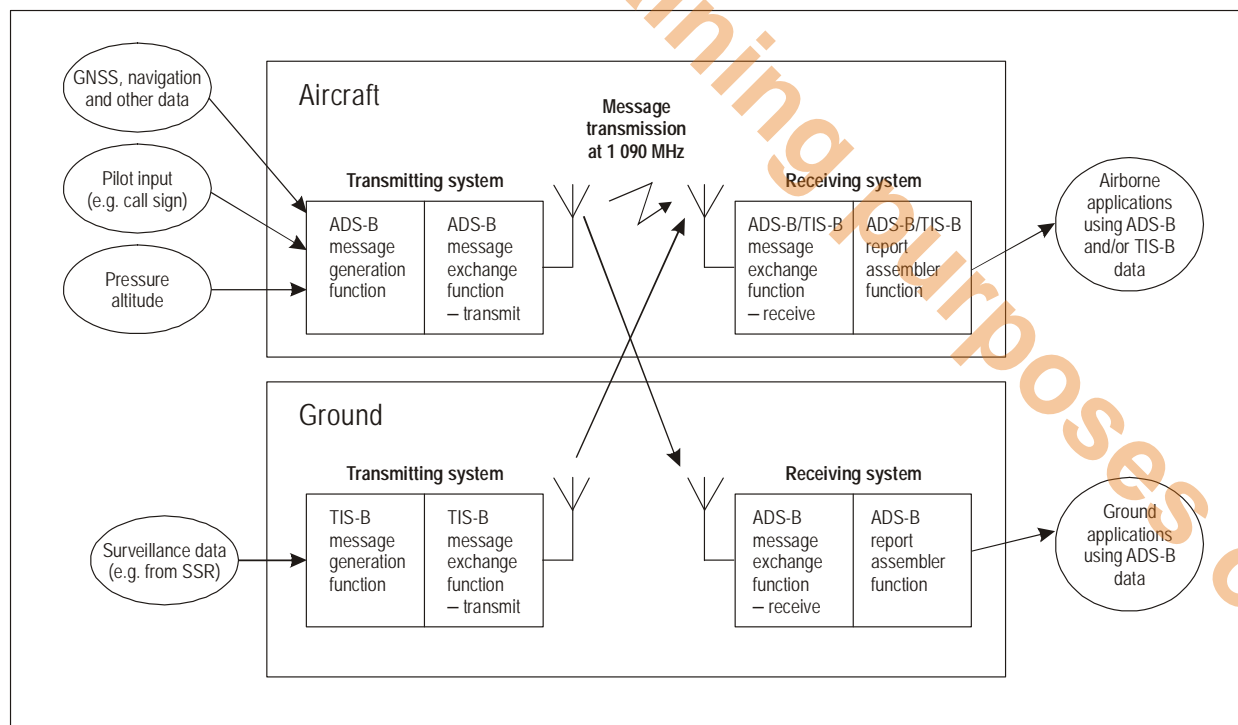 GNSS, navigation
and other data
Pilot input
(e.g. call sign)
Pressure
altitude
Aircraft
Message
transmission
at 1 090 MHz
Transmitting system
ADS-B
message
generation
function
ADS-B
message
exchange
function
– transmit
Receiving system
ADS-B/TIS-B
message
exchange
function
– receive
ADS-B/TIS-B
report
assembler
function
Airborne
applications
using ADS-B
and/or TIS-B
data
Ground
Surveillance data
(e.g. from SSR)
Transmitting system
TIS-B
message
generation
function
TIS-B
message
exchange
function
– transmit
Receiving system
ADS-B
message
exchange
function
– receive
ADS-B
report
assembler
function
Ground
applications
using ADS-B
data
purposes